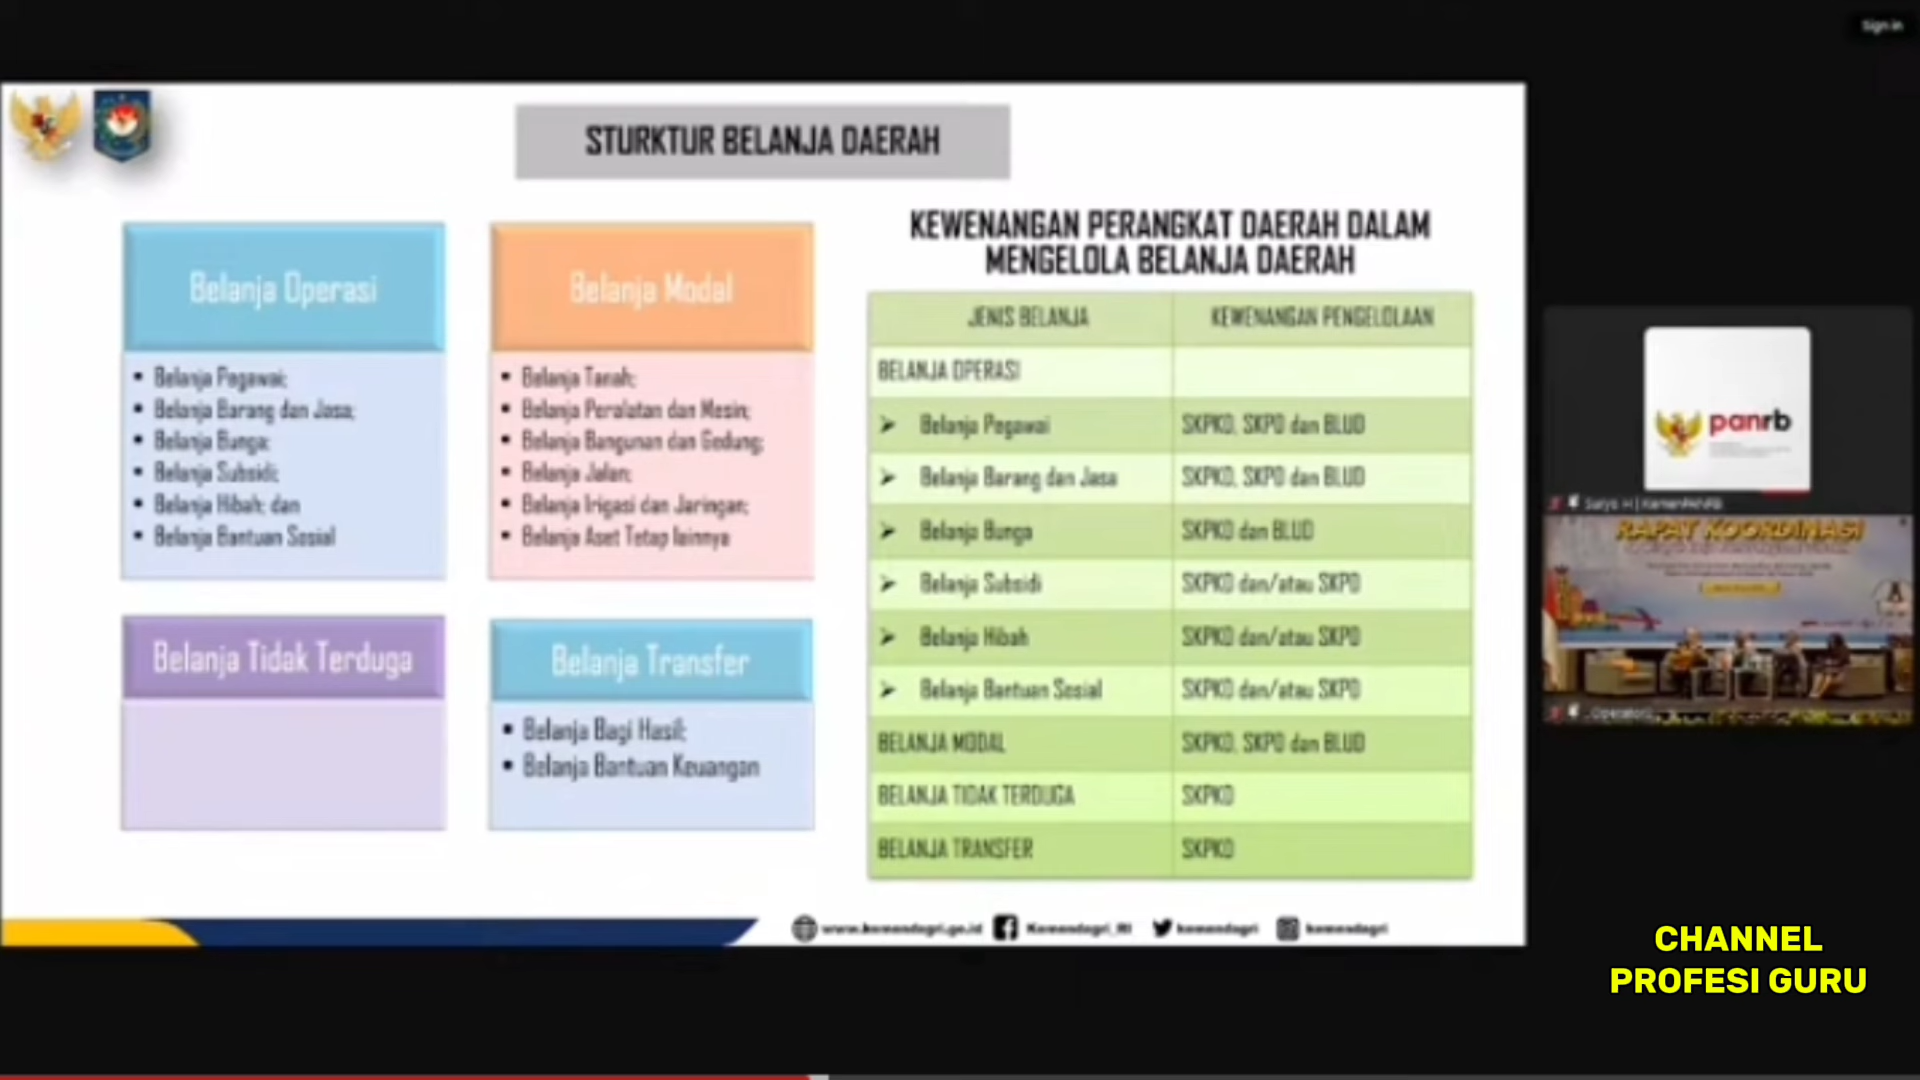 Sign in
STURKTUR BELANJA DAERAH
Belanja Operasi
• Belanja Pegawai;
• Belanja Barang dan Jasa;
• Belanja Bunga;
• Belanja Subsidi;
• Belanja Hibah; dan
• Belanja Bantuan Sosial
Belanja Modal
• Belanja Tanah;
• Belanja Peralatan dan Mesin;
• Belanja Bangunan dan Gedung;
• Belanja Jalan;
• Belanja Irigasi dan Jaringan;
• Belanja Aset Tetap lainnya
Belanja Tidak Terduga
Belanja Transfer
• Belanja Bagi Hasil;
• Belanja Bantuan Keuangan
KEWENANGAN PERANGKAT DAERAH DALAM
MENGELOLA BELANJA DAERAH
JENIS BELANJA KEWENANGAN PENGELOLAAN
BELANJA OPERASI
➤ Belanja Pegawai SKPKD, SKPD dan BLUD
➤ Belanja Barang dan Jasa SKPKD, SKPD dan BLUD
➤ Belanja Bunga SKPKD dan BLUD
➤ Belanja Subsidi SKPKD dan/atau SKPD
➤ Belanja Hibah SKPKD dan/atau SKPD
➤ Belanja Bantuan Sosial SKPKD dan/atau SKPD
BELANJA MODAL SKPKD, SKPD dan BLUD
BELANJA TIDAK TERDUGA SKPKD
BELANJA TRANSFER SKPKD
www.kemendagri.go.id Kemendagri_RI kemendagri kemendagri
panrb
RAPAT KOORDINASI
CHANNEL
PROFESI GURU